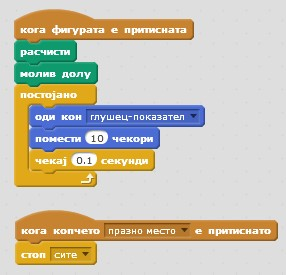 кога фигурата е притисната
расчисти
молив долу
постојано
оди кон глушец-показател
помести 10 чекори
чекај 0.1 секунди
кога копчето празно место е притиснато
стоп сите